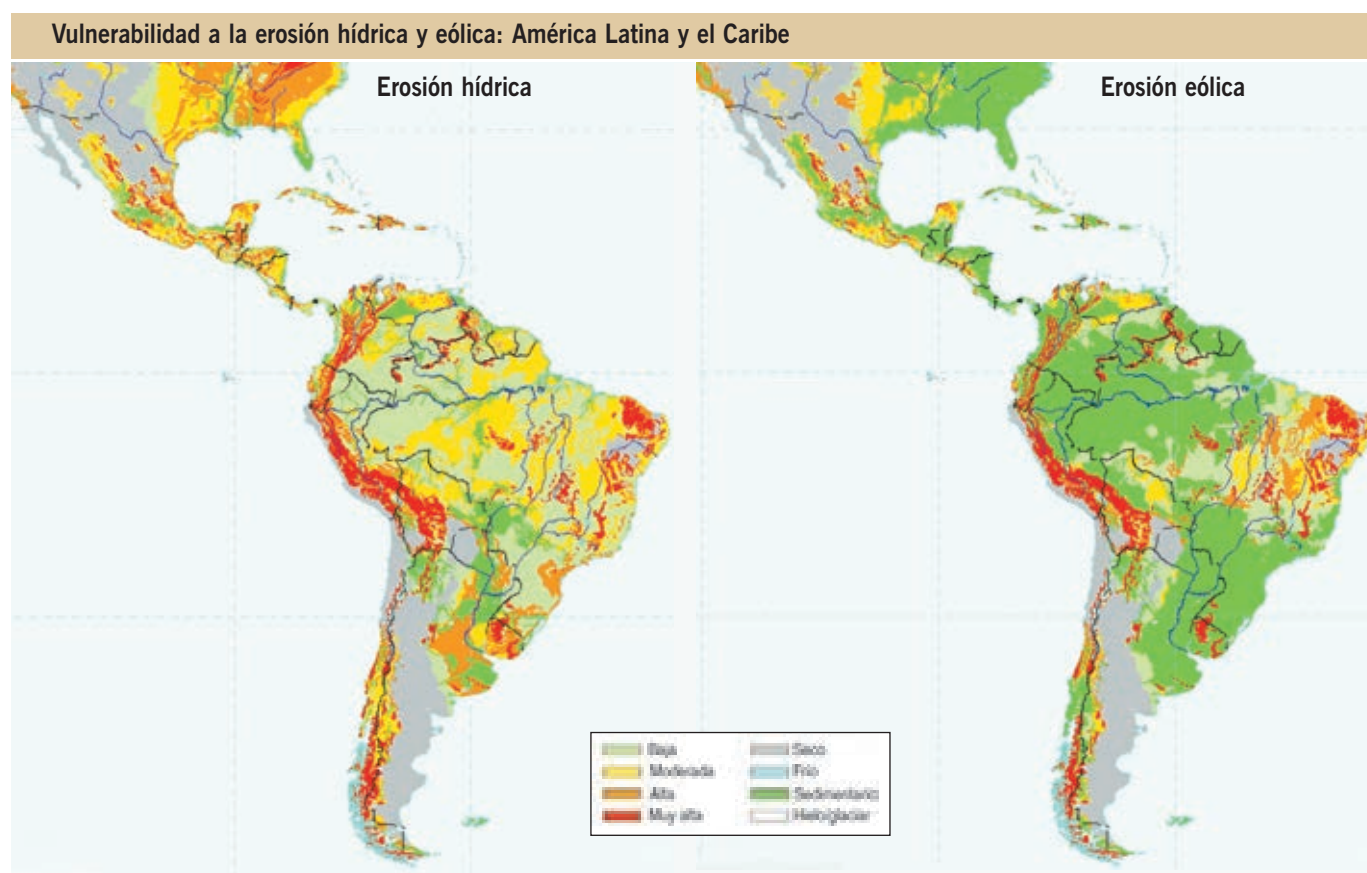 Vulnerabilidad a la erosión hídrica y eólica: América Latina y el Caribe
Erosión hídrica
Erosión eólica
Baja
Moderada
Alta
Muy alta
Seco
Frio
Sedimentario
Hielo/glaciar